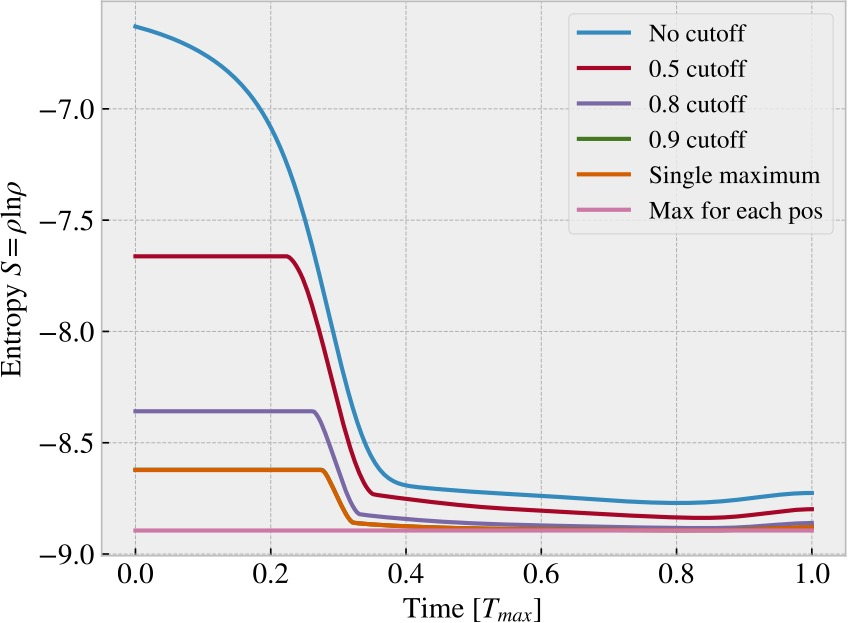 No cutoff
0.5 cutoff
0.8 cutoff
0.9 cutoff
Single maximum
Max for each pos
Entropy S = ρlnρ
−7.0
−7.5
−8.0
−8.5
−9.0
0.0 0.2 0.4 0.6 0.8 1.0
Time [Tmax]